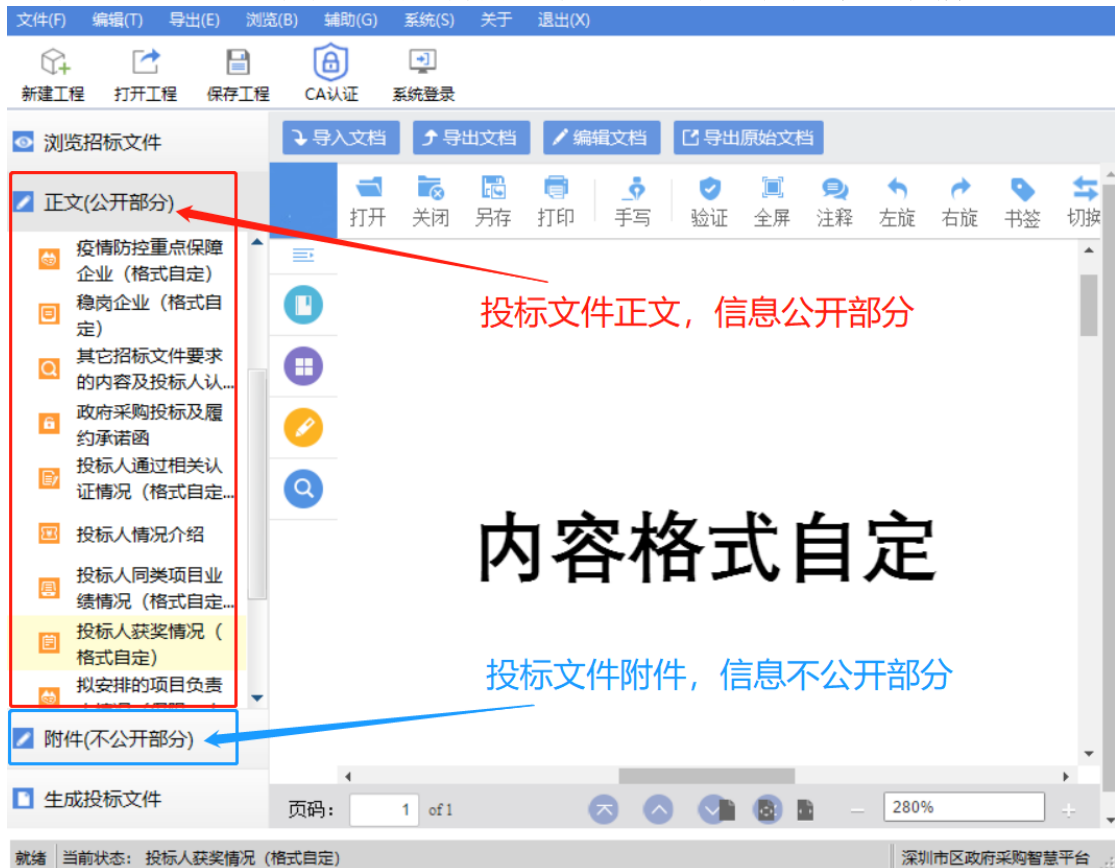 文件(F) 编辑(T) 导出(E) 浏览(B) 辅助(G) 系统(S) 关于 退出(X)
新建工程 打开工程 保存工程 CA认证 系统登录
浏览招标文件
导入文档 导出文档 编辑文档 导出原始文档
正文(公开部分)
打开 关闭 另存 打印 手写 验证 全屏 注释 左旋 右旋 书签 切换
疫情防控重点保障
企业（格式自定）
稳岗企业（格式自
定）
其它招标文件要求
的内容及投标人认...
政府采购投标及履
约承诺函
投标人通过相关认
证情况（格式自定...
投标人情况介绍
投标人同类项目业
绩情况（格式自定...
投标人获奖情况（
格式自定）
拟安排的项目负责
投标文件正文，信息公开部分
内容格式自定
投标文件附件，信息不公开部分
附件(不公开部分)
生成投标文件
页码： 1 of 1 280%
就绪 当前状态： 投标人获奖情况（格式自定） 深圳市区政府采购智慧平台